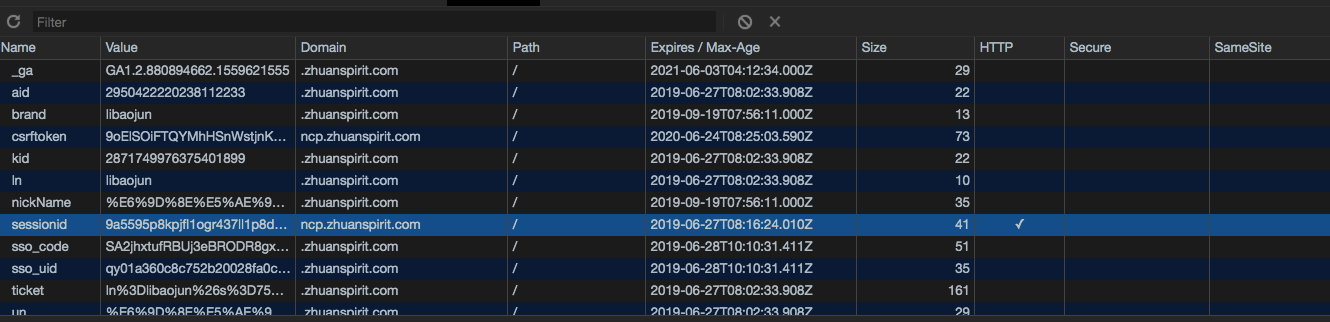 Filter
Name Value Domain Path Expires / Max-Age Size HTTP Secure SameSite
_ga GA1.2.880894662.1559621555 .zhuanspirit.com / 2021-06-03T04:12:34.000Z 29
aid 2950422220238112233 .zhuanspirit.com / 2019-06-27T08:02:33.908Z 22
brand libaojun .zhuanspirit.com / 2019-09-19T07:56:11.000Z 13
csrftoken 9oElSOiFTQYMhHSnWstjnK… ncp.zhuanspirit.com / 2020-06-24T08:25:03.590Z 73
kid 2871749976375401899 .zhuanspirit.com / 2019-06-27T08:02:33.908Z 22
ln libaojun .zhuanspirit.com / 2019-06-27T08:02:33.908Z 10
nickName %E6%9D%8E%E5%AE%9… .zhuanspirit.com / 2019-09-19T07:56:11.000Z 35
sessionid 9a5595p8kpjfl1ogr437ll1p8d… ncp.zhuanspirit.com / 2019-06-27T08:16:24.010Z 41 ✓
sso_code SA2jhxtufRBUj3eBRODR8gx… .zhuanspirit.com / 2019-06-28T10:10:31.411Z 51
sso_uid qy01a360c8c752b20028fa0c… .zhuanspirit.com / 2019-06-28T10:10:31.411Z 35
ticket ln%3Dlibaojun%26s%3D75… .zhuanspirit.com / 2019-06-27T08:02:33.908Z 161
un %E6%9D%8E%E5%AE%9… .zhuanspirit.com / 2019-06-27T08:02:33.908Z 29